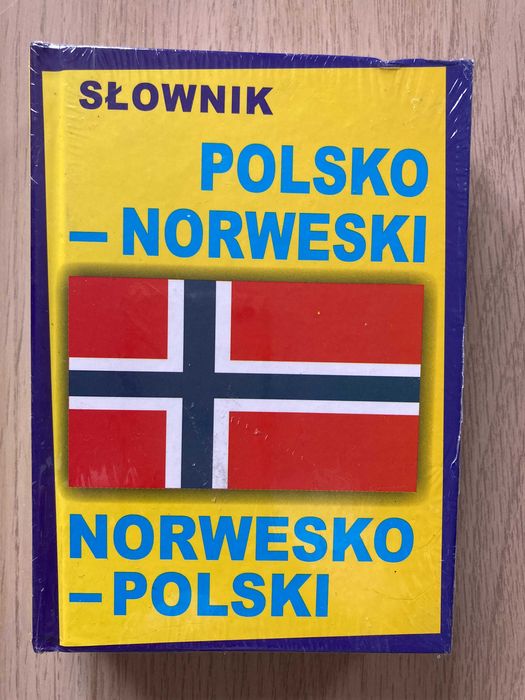 SŁOWNIK
POLSKO
– NORWESKI
NORWESKO
– POLSKI